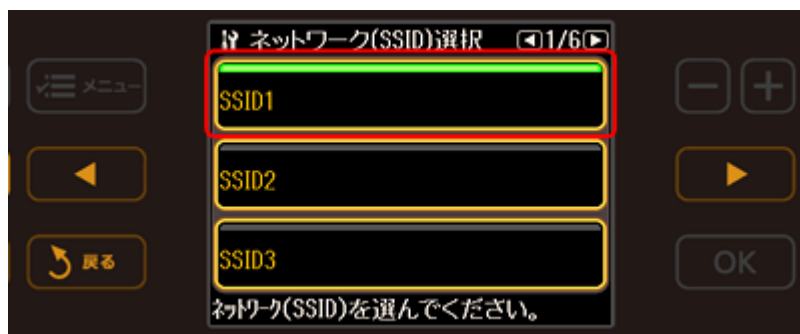 ネットワーク(SSID)選択 1/6
メニュー
SSID1
SSID2
戻る
SSID3
OK
ネットワーク(SSID)を選んでください。